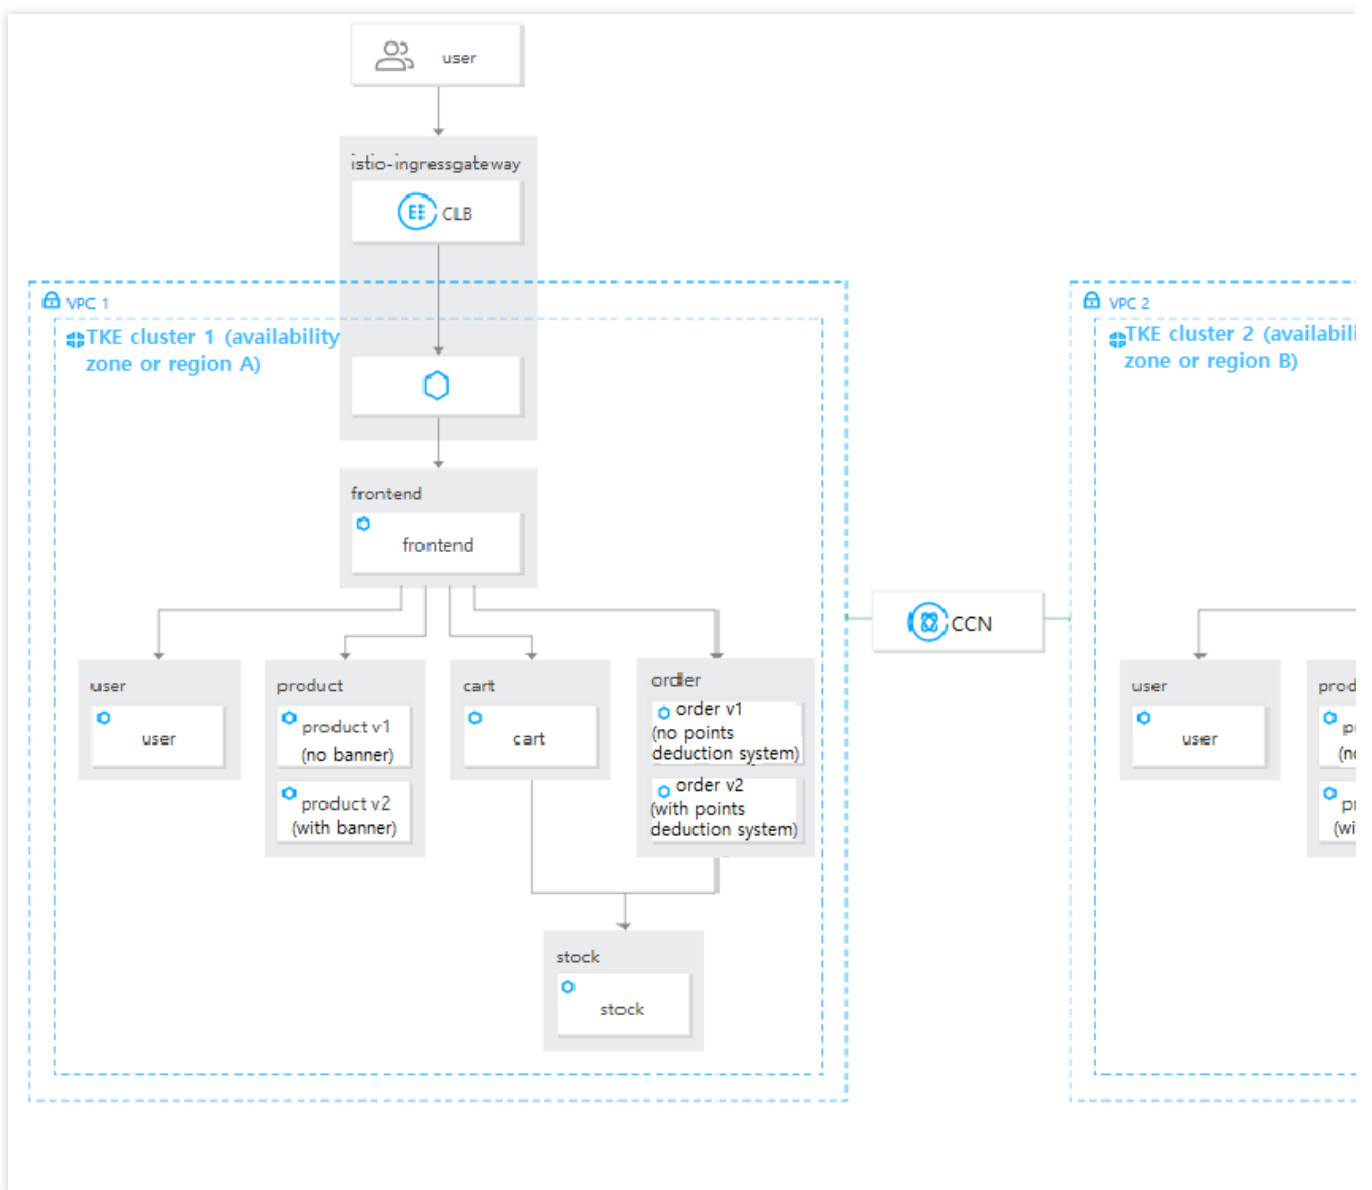 user
istio-ingressgateway
CLB
VPC 1
TKE cluster 1 (availability
zone or region A)
frontend
frontend
user
user
product
product v1
(no banner)
product v2
(with banner)
cart
cart
order
order v1
(no points
deduction system)
order v2
(with points
deduction system)
stock
stock
CCN
VPC 2
TKE cluster 2
zone or region B)
user
user